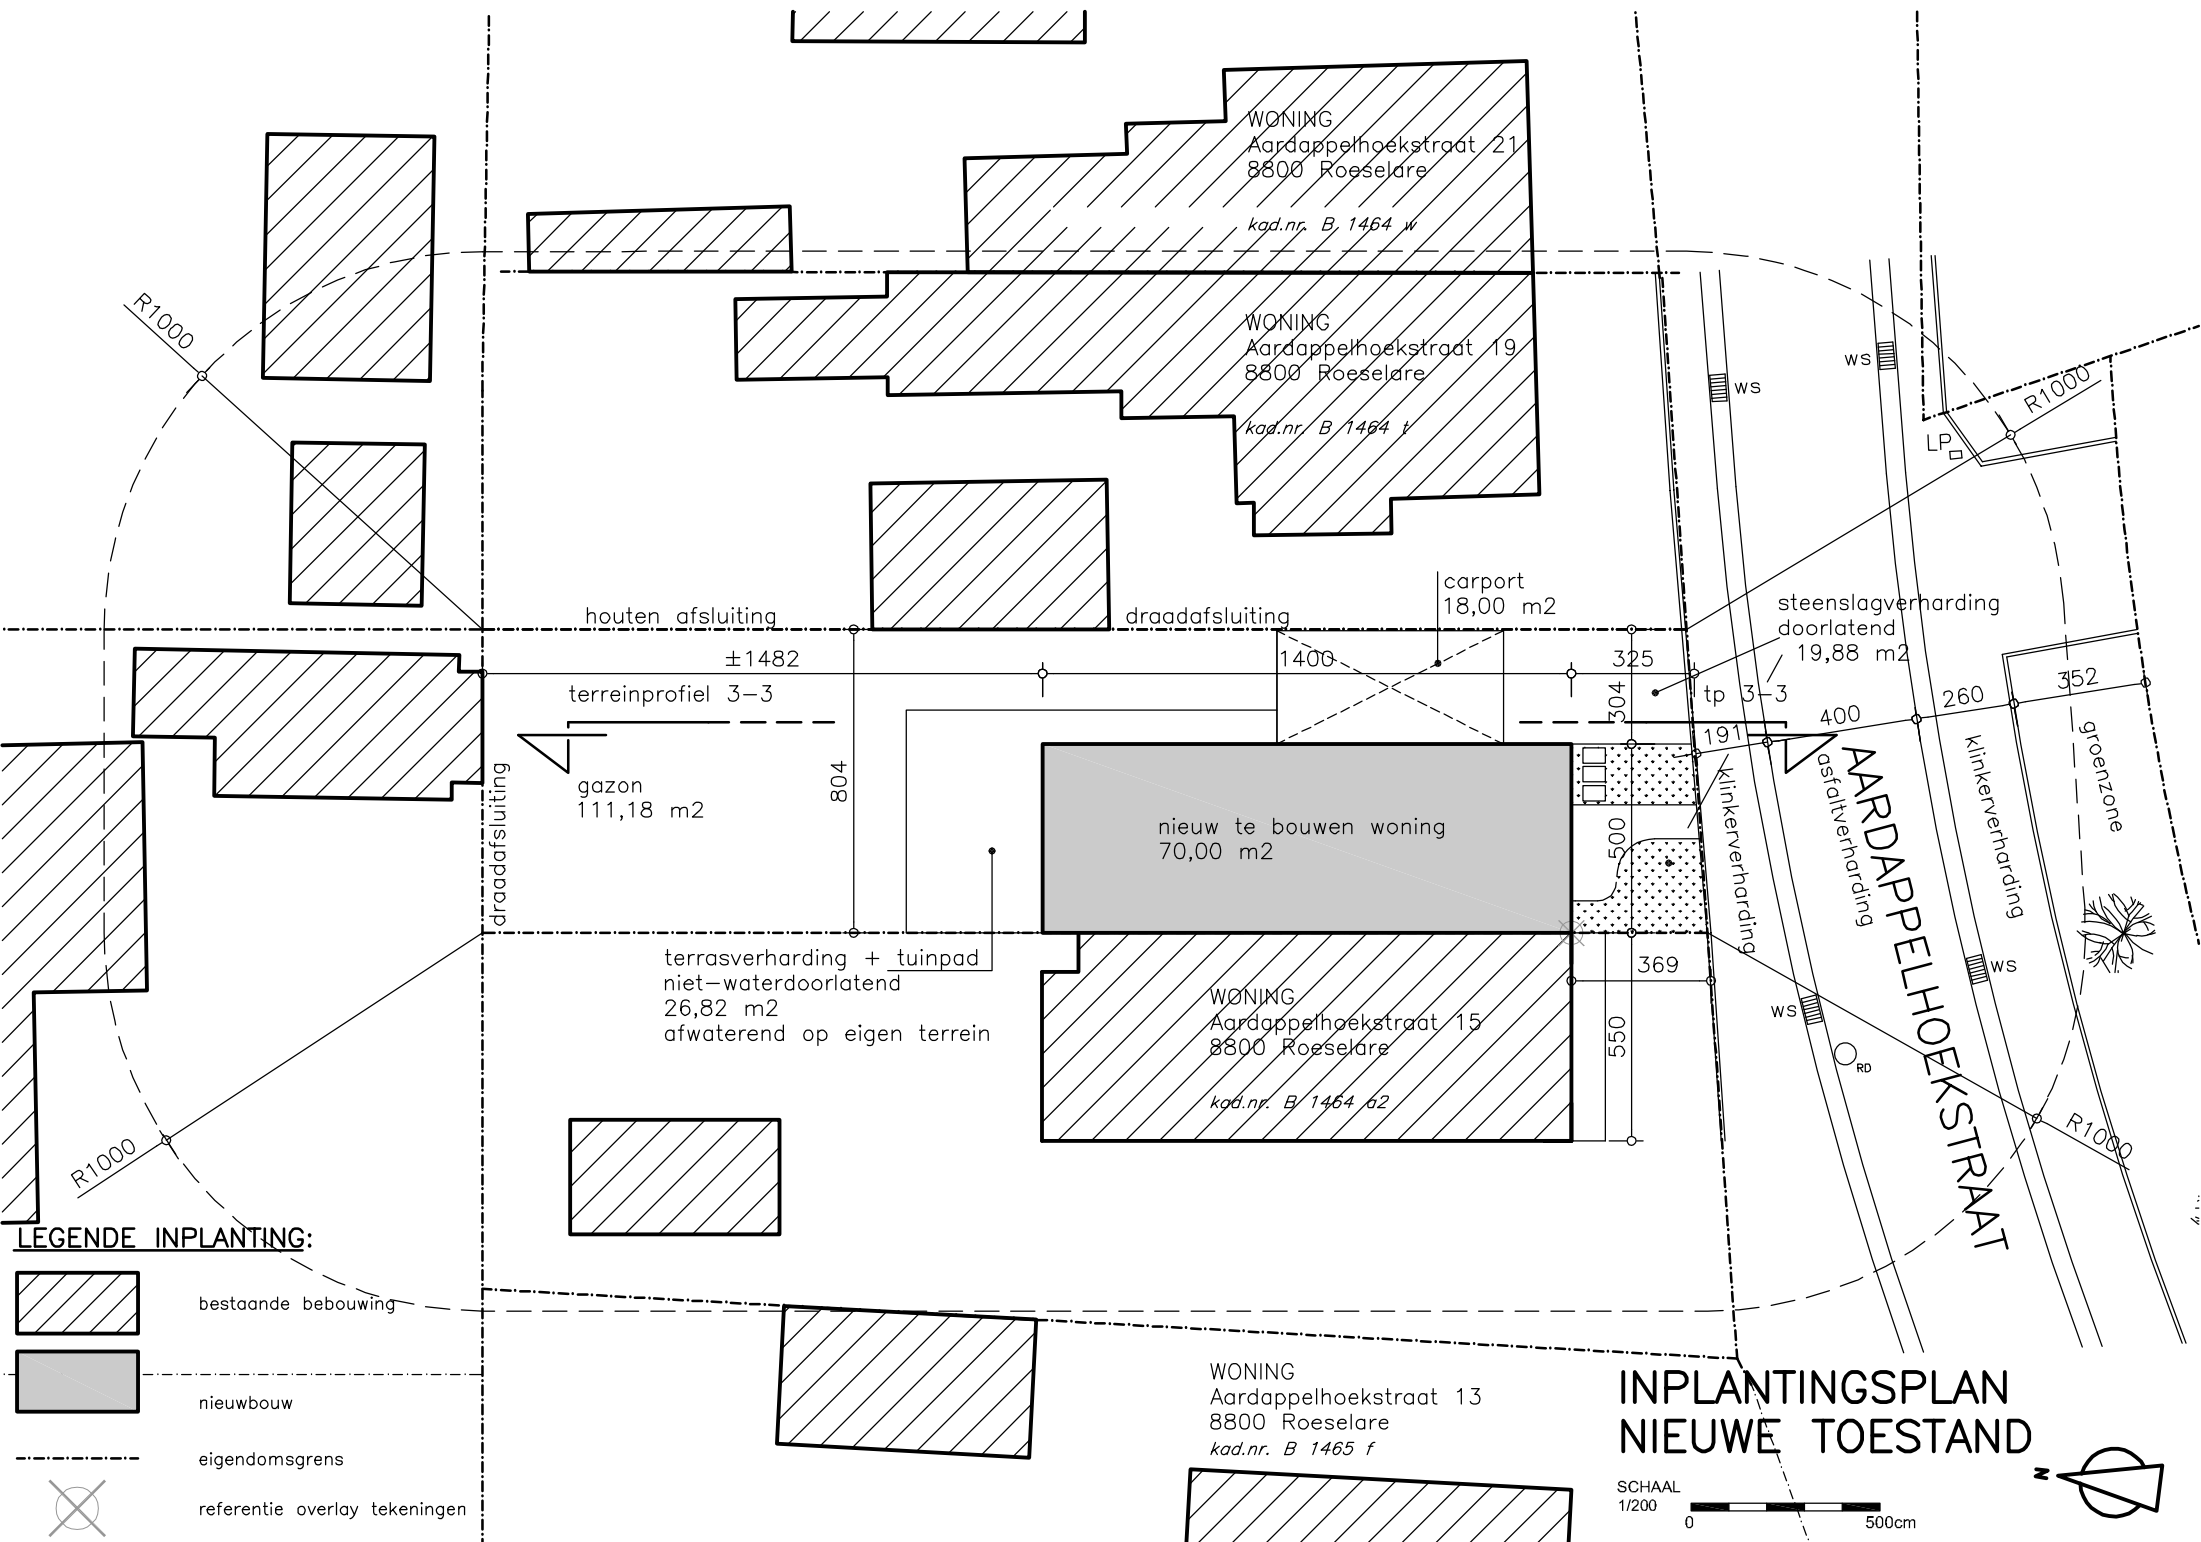 WONING
Aardappelhoekstraat 21
8800 Roeselare
kad.nr. B 1464 w
R1000
WONING
Aardappelhoekstraat 19
8800 Roeselare
kad.nr. B 1464 t
WS
WS
R1000
LP
carport
18,00 m2
houten afsluiting
draadafsluiting
steenslagverharding
doorlatend
19,88 m2
±1482
1400
325
terreinprofiel 3-3
304
tp 3-3
191
400
260
352
gazon
111,18 m2
804
draadafsluiting
nieuw te bouwen woning
70,00 m2
500
klinkerverharding
asfaltverharding
AARDAPPELHOEKSTRAAT
klinkerverharding
groenzone
terrasverharding + tuinpad
niet-waterdoorlatend
26,82 m2
afwaterend op eigen terrein
369
WS
WONING
Aardappelhoekstraat 15
8800 Roeselare
kad.nr. B 1464 a2
550
WS
RD
R1000
R1000
LEGENDE INPLANTING:
bestaande bebouwing
nieuwbouw
eigendomsgrens
referentie overlay tekeningen
WONING
Aardappelhoekstraat 13
8800 Roeselare
kad.nr. B 1465 f
INPLANTINGSPLAN
NIEUWE TOESTAND
SCHAAL
1/200
0
500cm
N